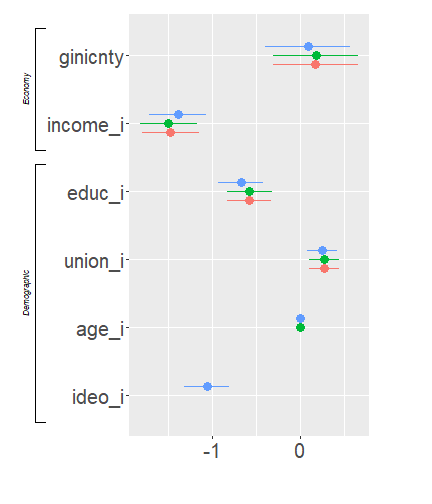 Economy
ginicnty
income_i
Demographic
educ_i
union_i
age_i
ideo_i
-1 0